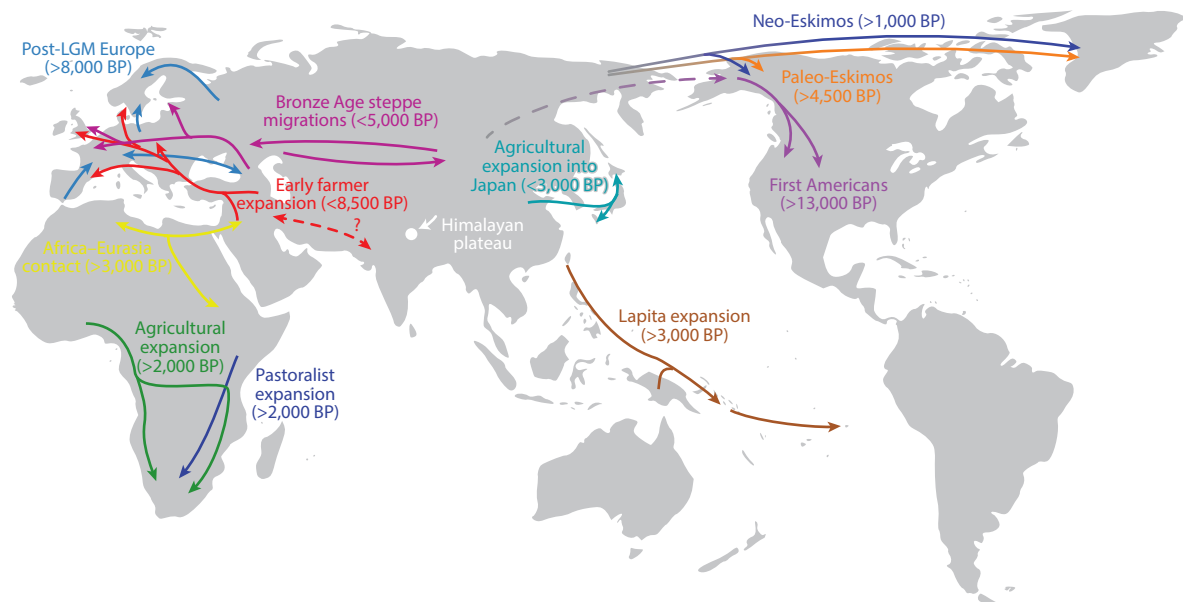 Neo-Eskimos (>1,000 BP)
Post-LGM Europe
(>8,000 BP)
Paleo-Eskimos
(>4,500 BP)
Bronze Age steppe
migrations (<5,000 BP)
Agricultural
expansion into
Japan (<3,000 BP)
First Americans
(>13,000 BP)
Early farmer
expansion (<8,500 BP)
?
Himalayan
plateau
Africa–Eurasia
contact (>3,000 BP)
Lapita expansion
(>3,000 BP)
Agricultural
expansion
(>2,000 BP)
Pastoralist
expansion
(>2,000 BP)